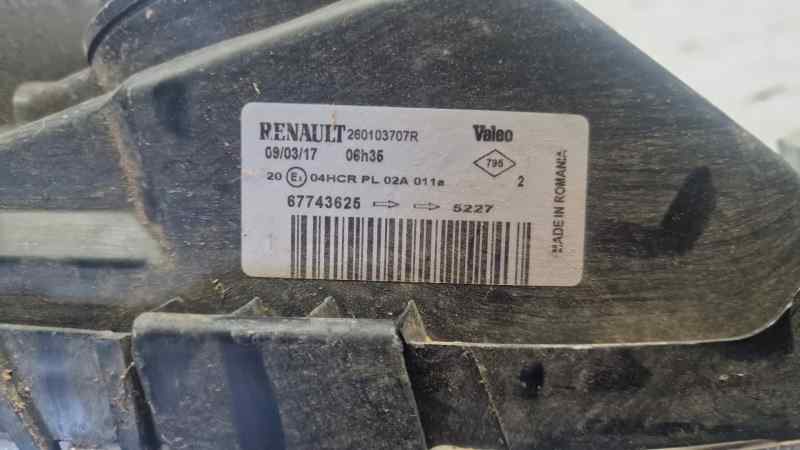 RENAULT 260103707R Valeo
09/03/17 06h35
795
20 E1 04HCR PL 02A 011a 2
67743625 5227
MADE IN ROMANIA